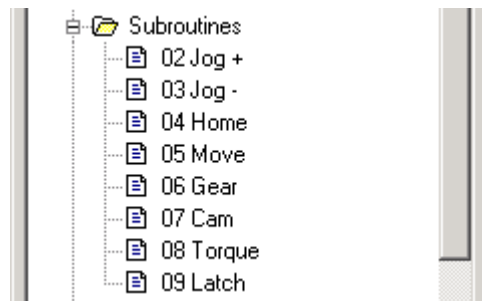 Subroutines
02 Jog +
03 Jog -
04 Home
05 Move
06 Gear
07 Cam
08 Torque
09 Latch